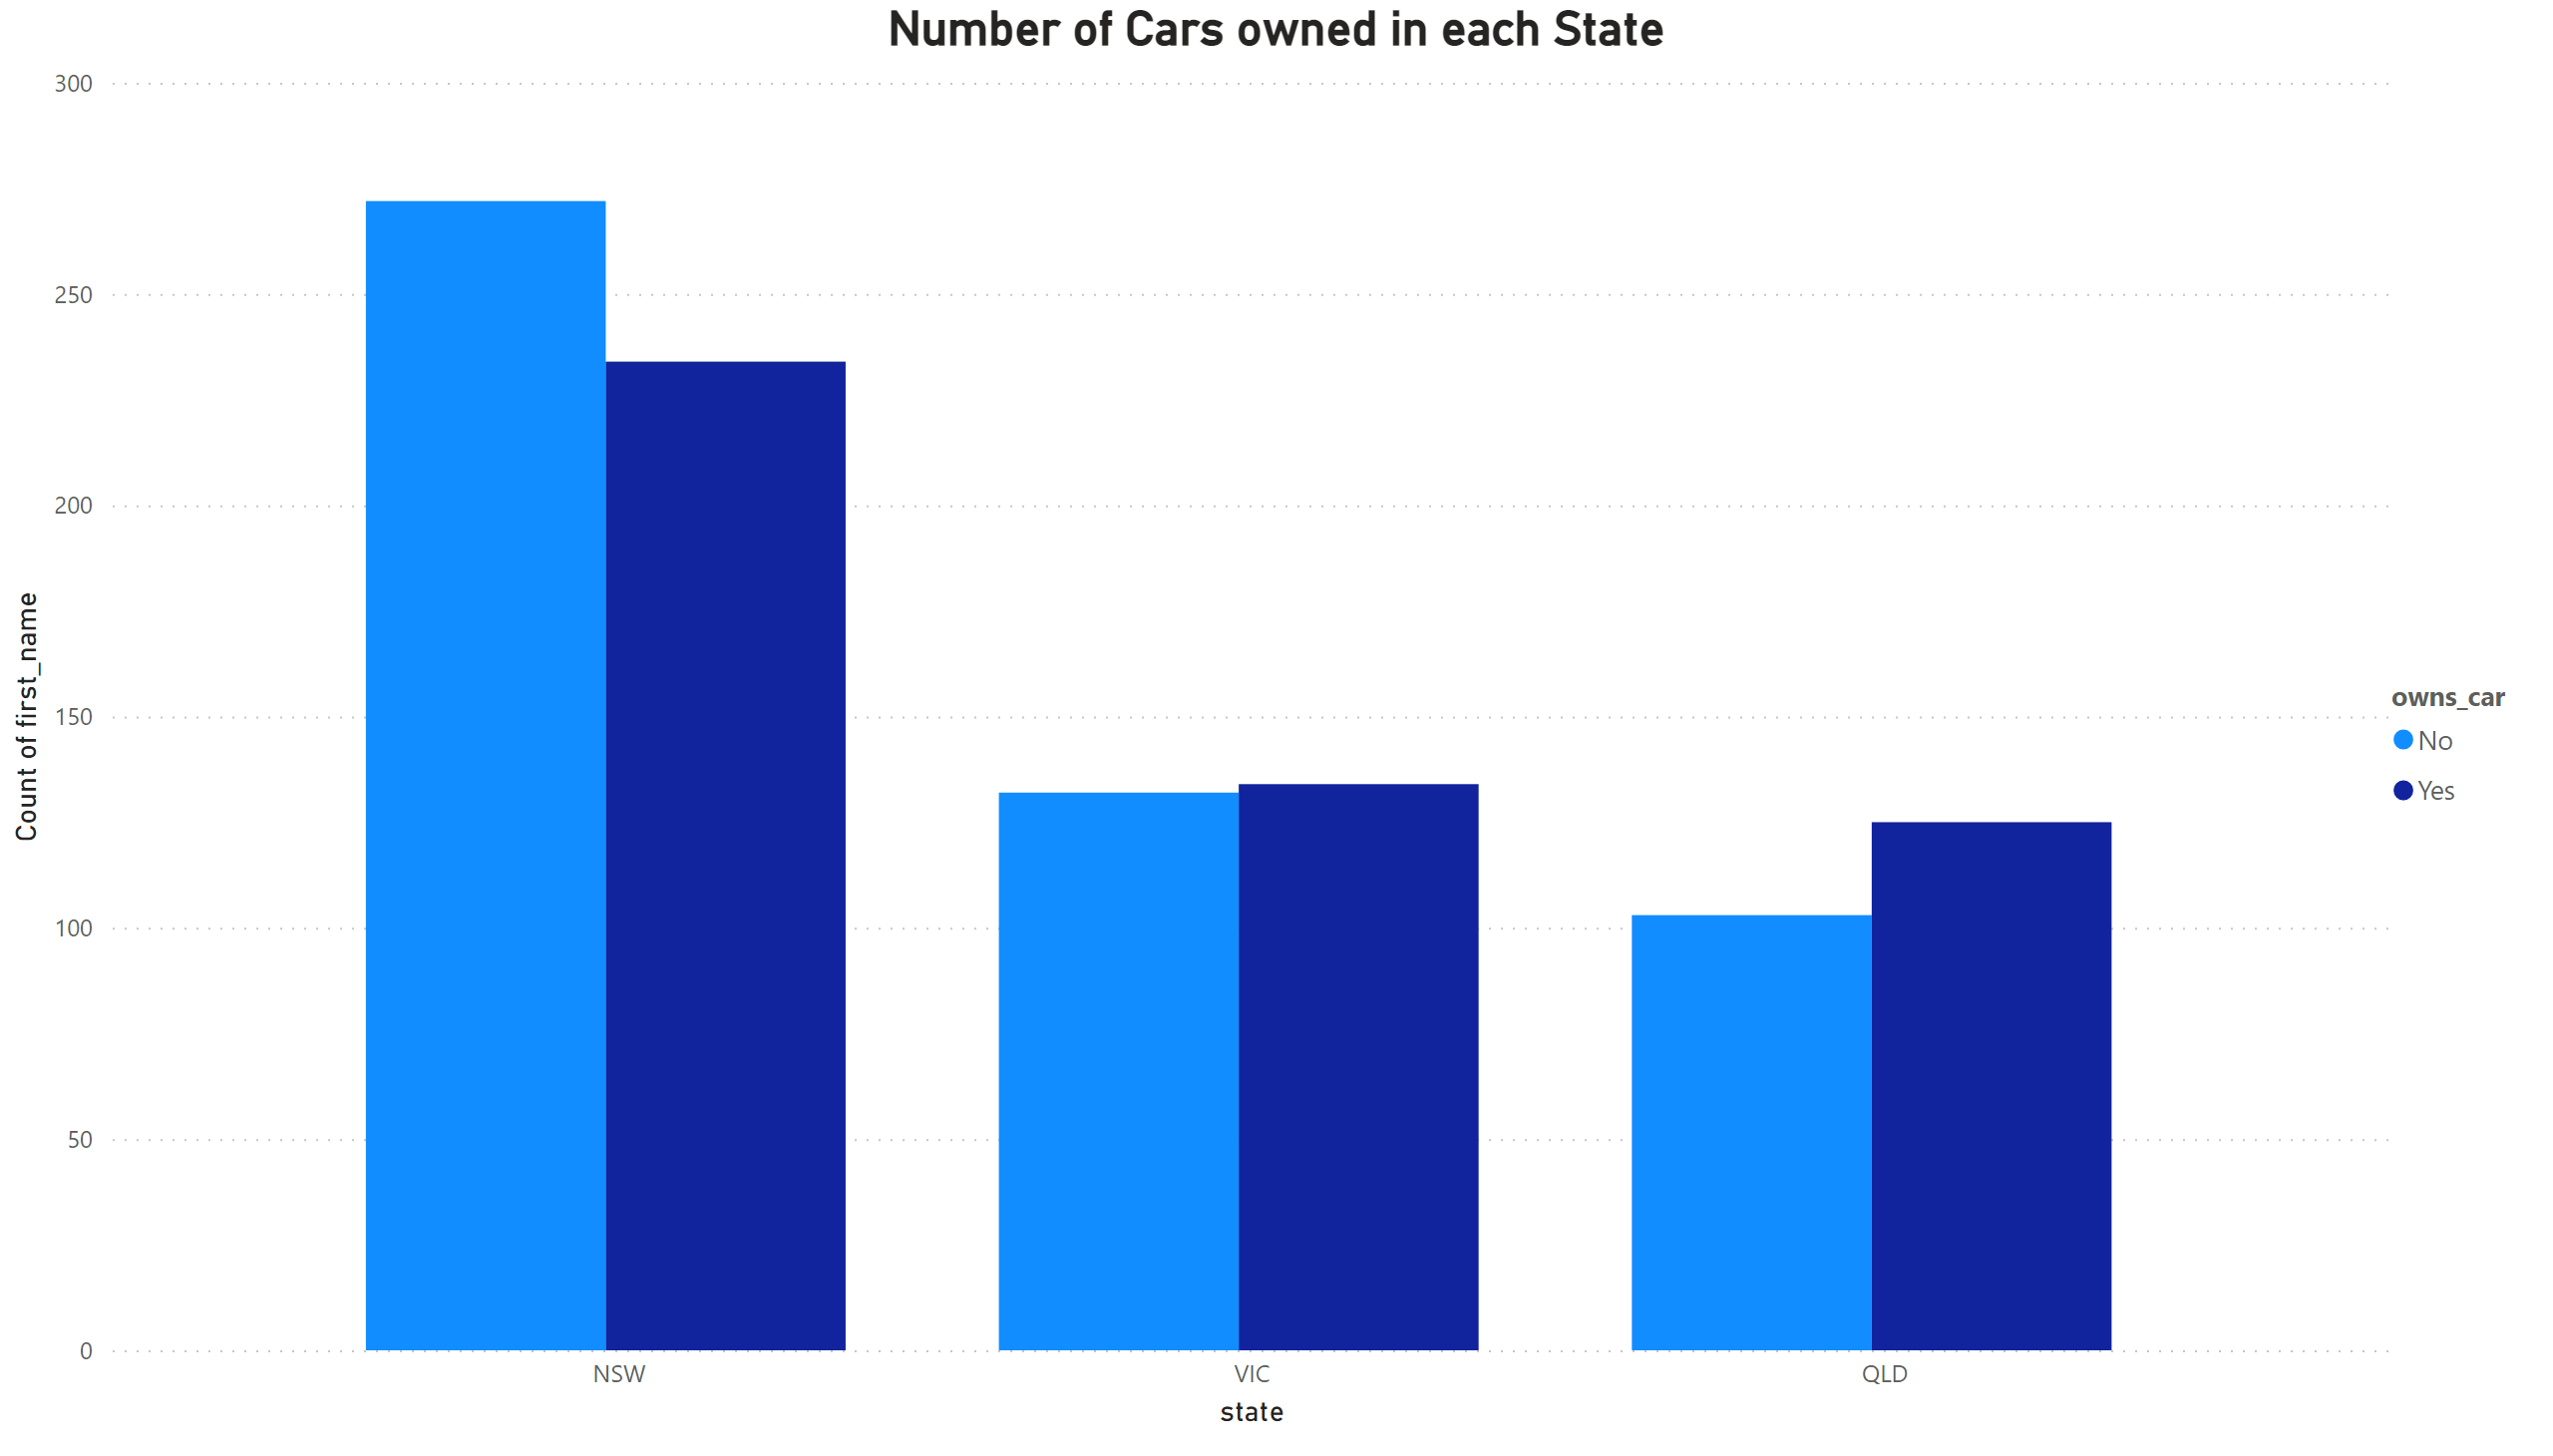 Number of Cars owned in each State
300
250
200
150
100
50
0
Count of first_name
NSW
VIC
QLD
state
owns_car
No
Yes